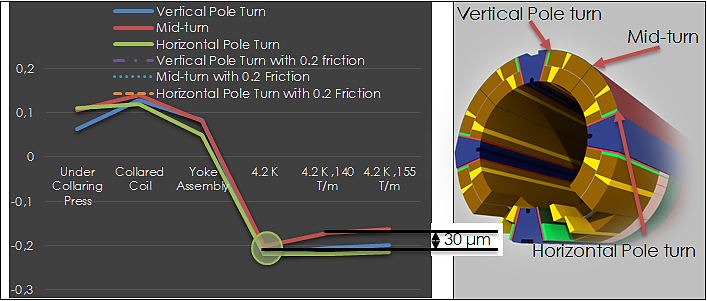 Vertical Pole Turn
Mid-turn
Horizontal Pole Turn
Vertical Pole Turn with 0.2 friction
Mid-turn with 0.2 Friction
Horizontal Pole Turn with 0.2 Friction
0,2
0,1
0
-0,1
-0,2
-0,3
Under
Collaring
Press
Collared
Coil
Yoke
Assembly
4.2 K
4.2 K ,140
T/m
4.2 K ,155
T/m
30 µm
Vertical Pole turn
Mid-turn
Horizontal Pole turn